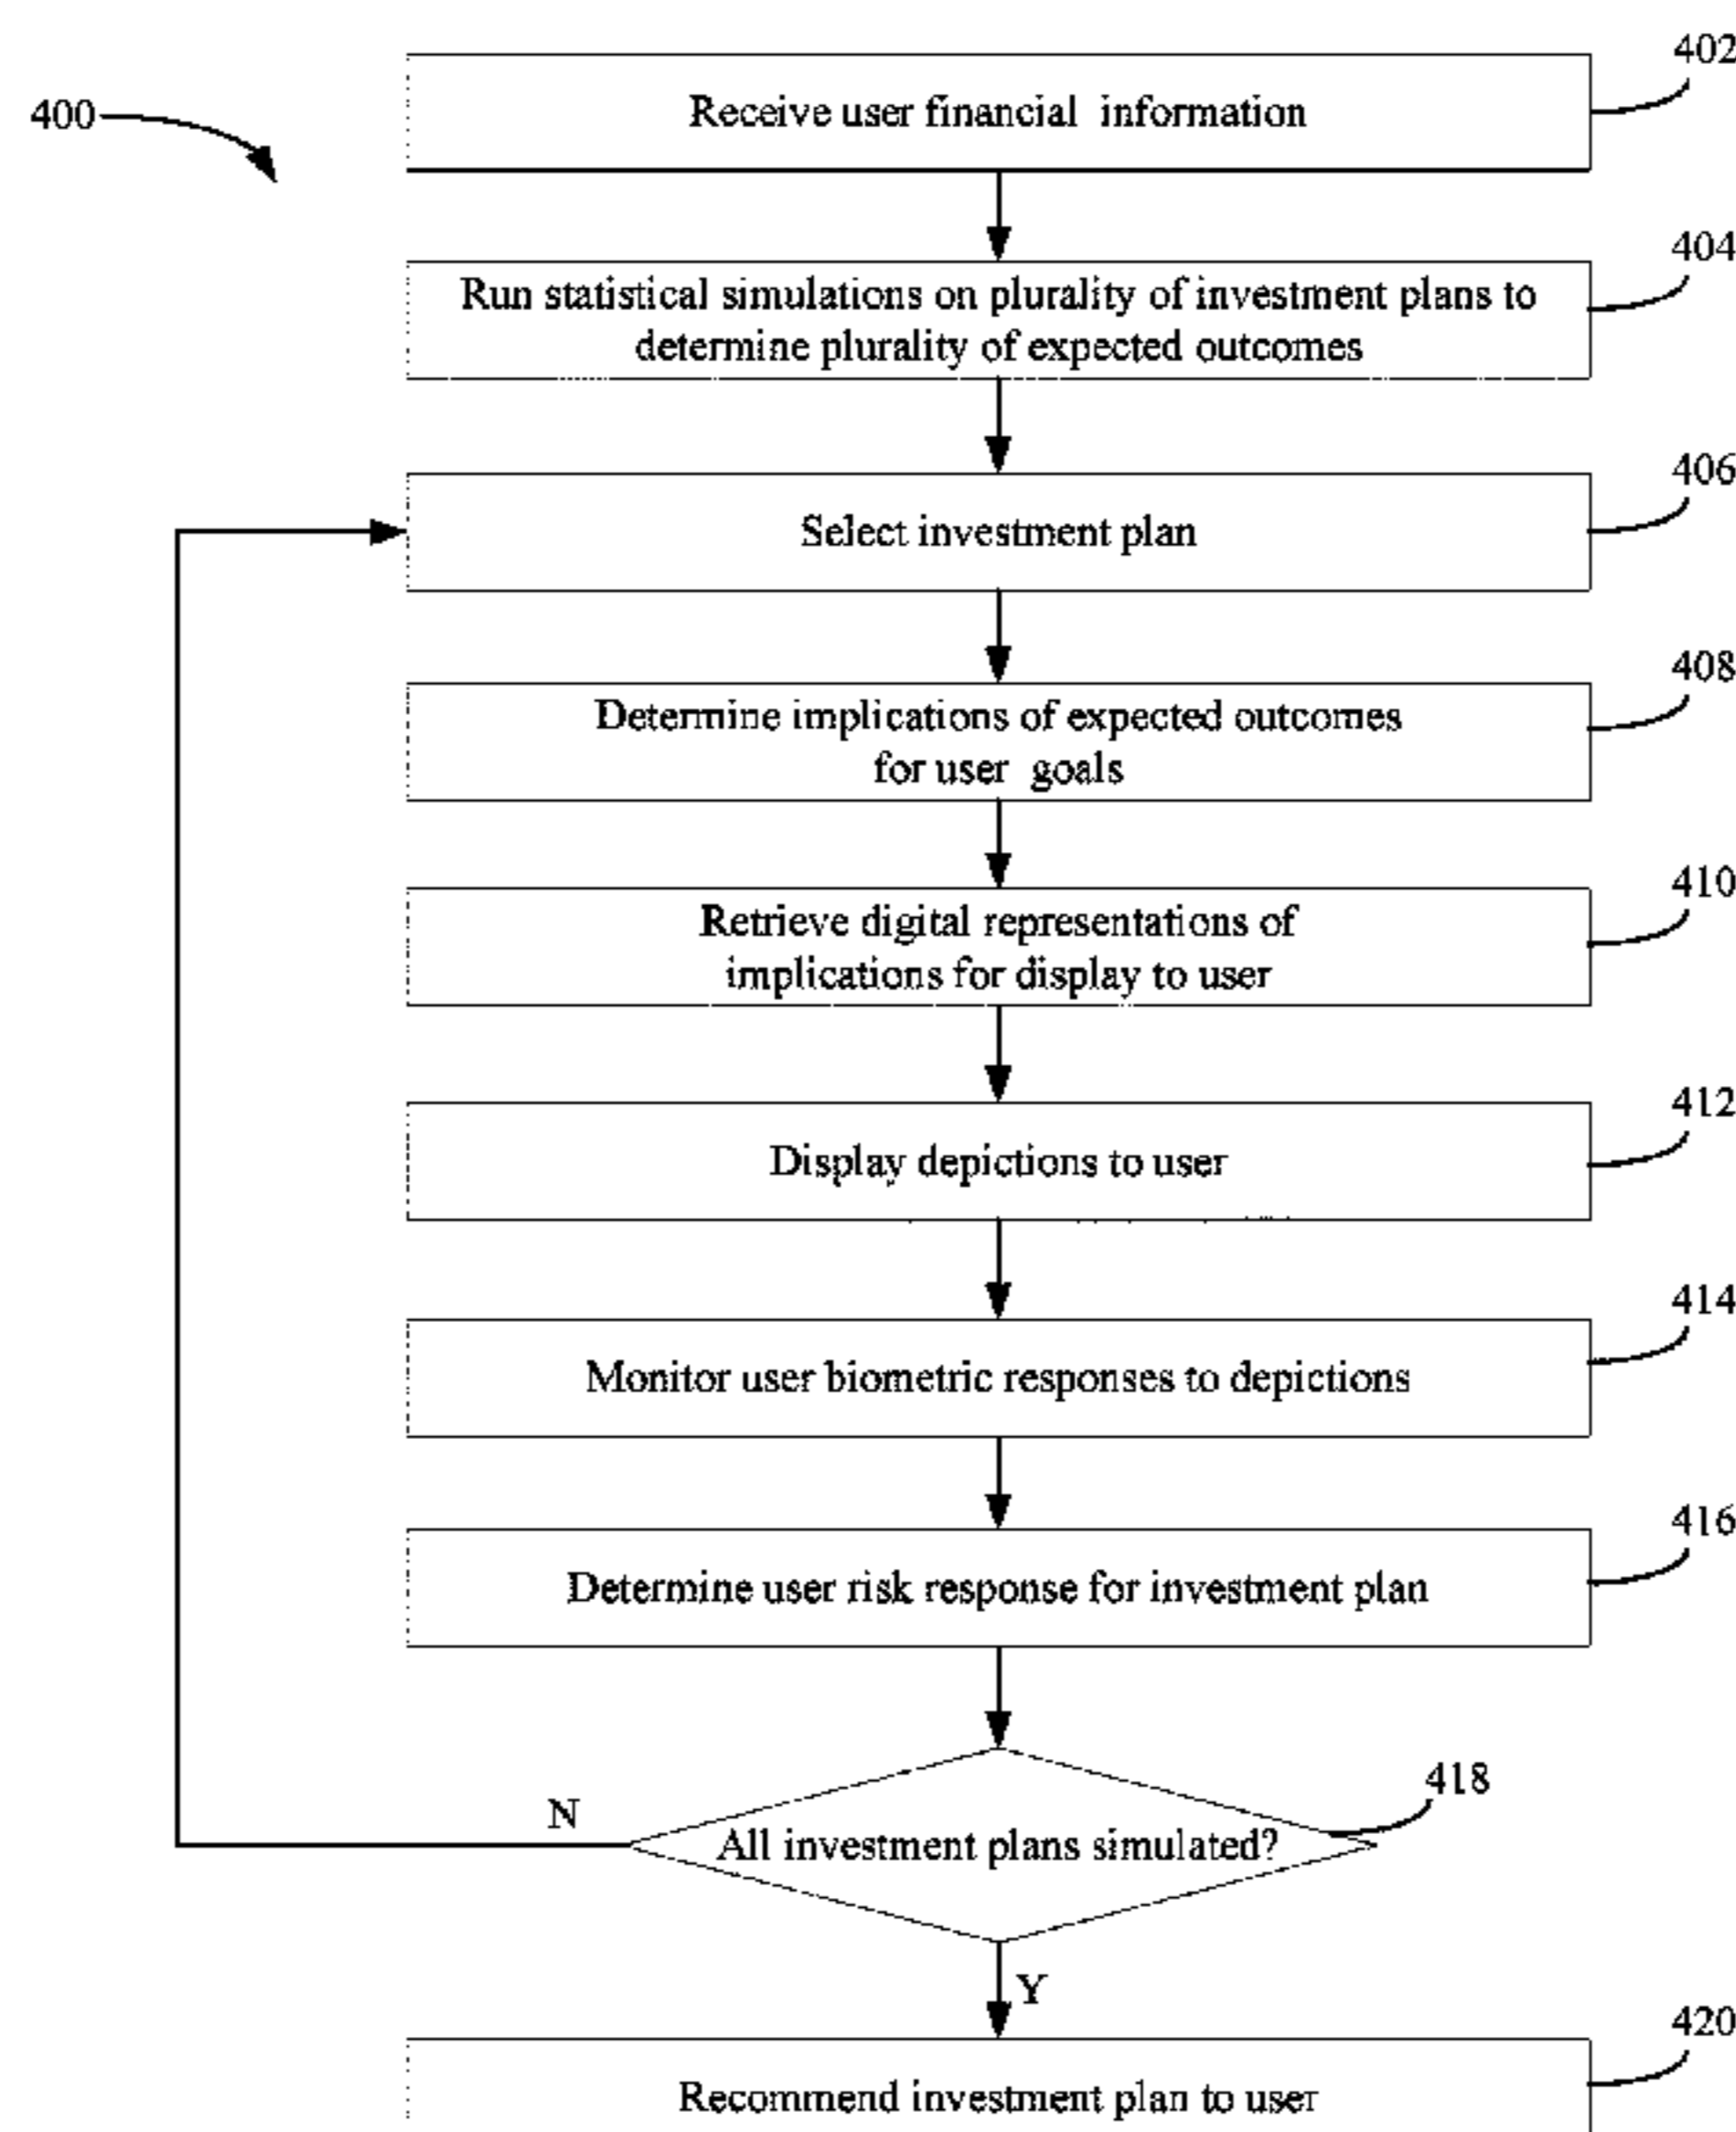 402
400
Receive user financial information
404
Run statistical simulations on plurality of investment plans to
determine plurality of expected outcomes
406
Select investment plan
408
Determine implications of expected outcomes
for user goals
410
Retrieve digital representations of
implications for display to user
412
Display depictions to user
414
Monitor user biometric responses to depictions
416
Determine user risk response for investment plan
418
N
All investment plans simulated?
Y
420
Recommend investment plan to user